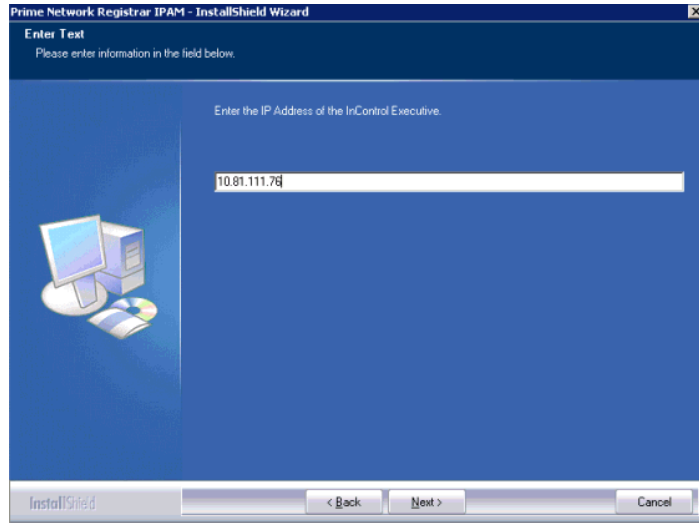 Prime Network Registrar IPAM - InstallShield Wizard
Enter Text
Please enter information in the field below.
Enter the IP Address of the InControl Executive.
10.81.111.76
InstallShield
< Back Next > Cancel